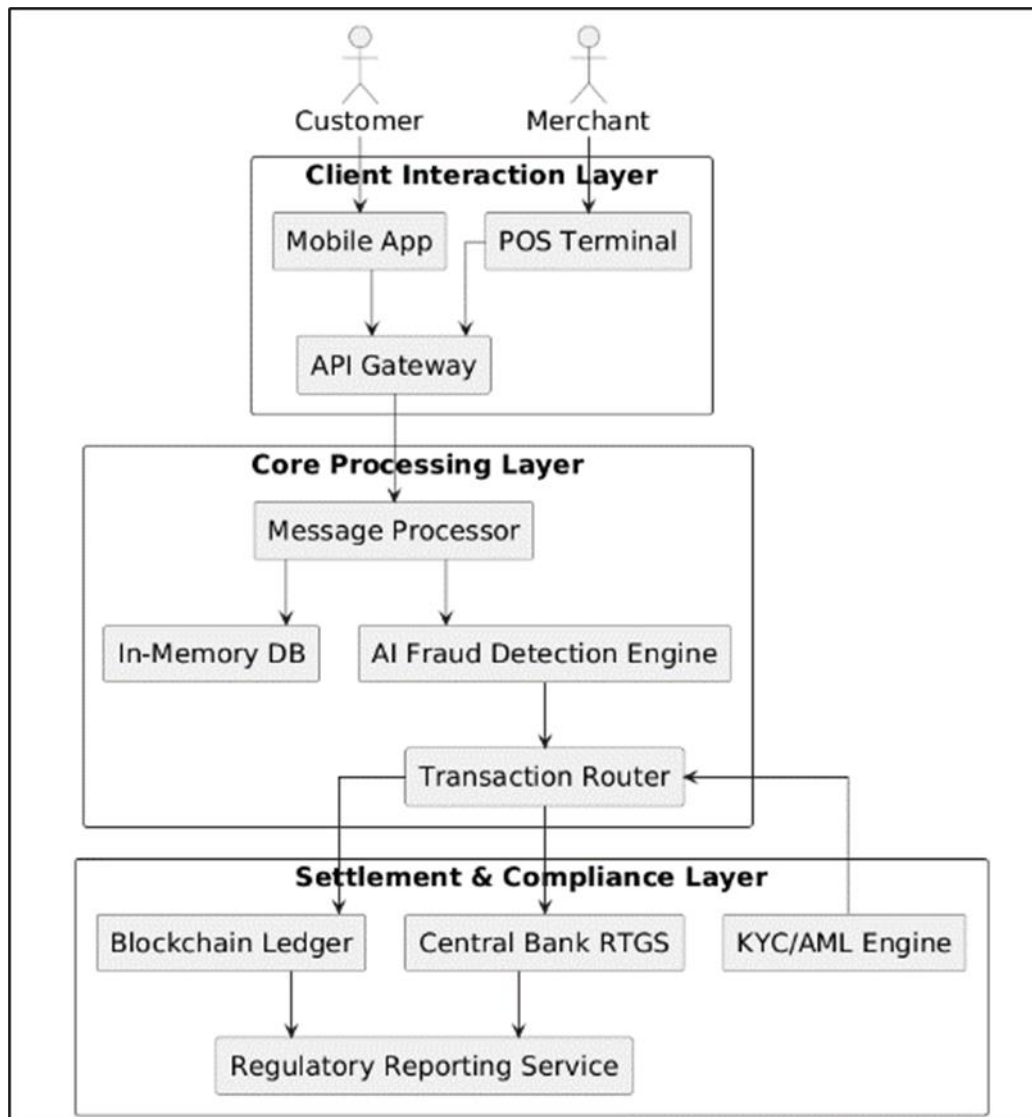 Customer
Merchant
Client Interaction Layer
Mobile App
POS Terminal
API Gateway
Core Processing Layer
Message Processor
In-Memory DB
AI Fraud Detection Engine
Transaction Router
Settlement & Compliance Layer
Blockchain Ledger
Central Bank RTGS
KYC/AML Engine
Regulatory Reporting Service